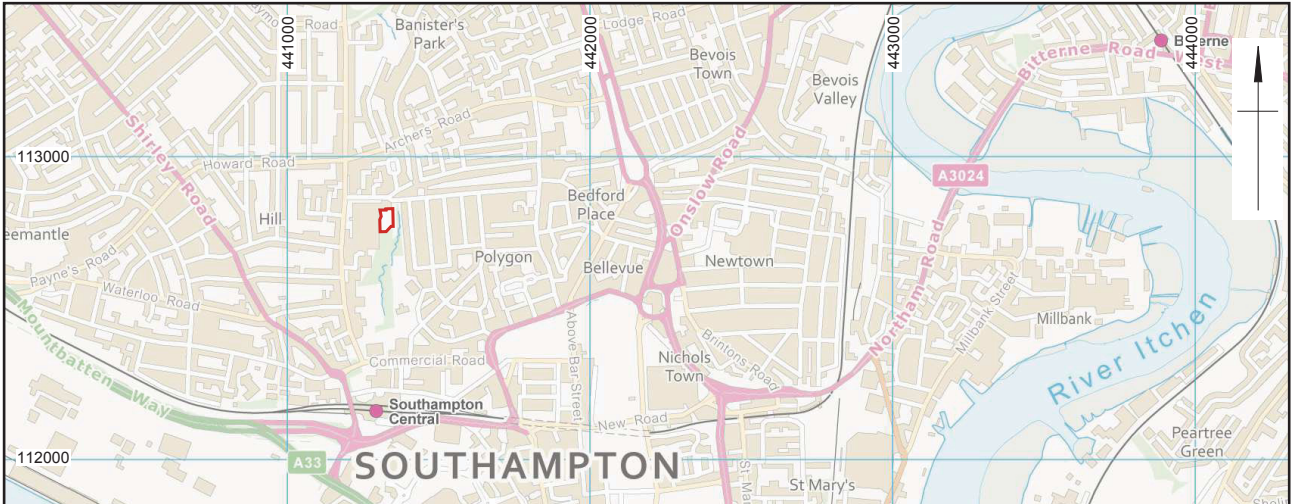 441000
442000
443000
444000
Banister's
Park
Lodge Road
Bevois
Town
Bevois
Valley
Bitterne Road West
Shirley Road
Archers Road
Onslow Road
113000
Howard Road
A3024
Bedford
Place
Hill
eemantle
Polygon
Bellevue
Newtown
Northam Road
Payne's Road
Waterloo Road
Millbank Street
Millbank
River Itchen
Mountbatten Way
Commercial Road
Above Bar Street
Nichols
Town
Brintons Road
Southampton
Central
New Road
Peartree
Green
112000
A33
SOUTHAMPTON
St Mary's